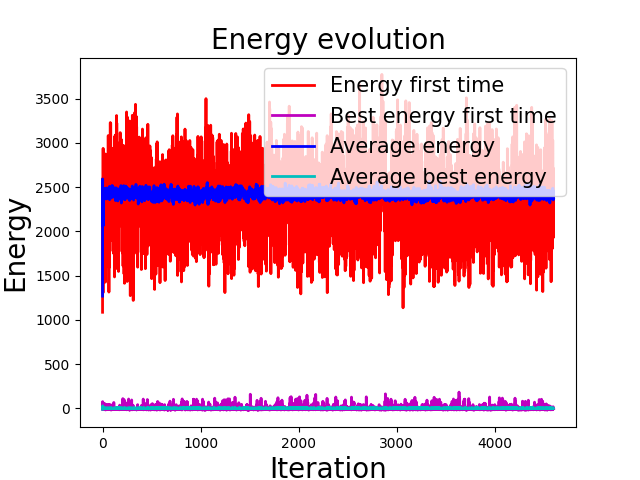 Energy evolution
Energy first time
Best energy first time
Average energy
Average best energy
3500
3000
2500
2000
1500
1000
500
0
Energy
0 1000 2000 3000 4000
Iteration